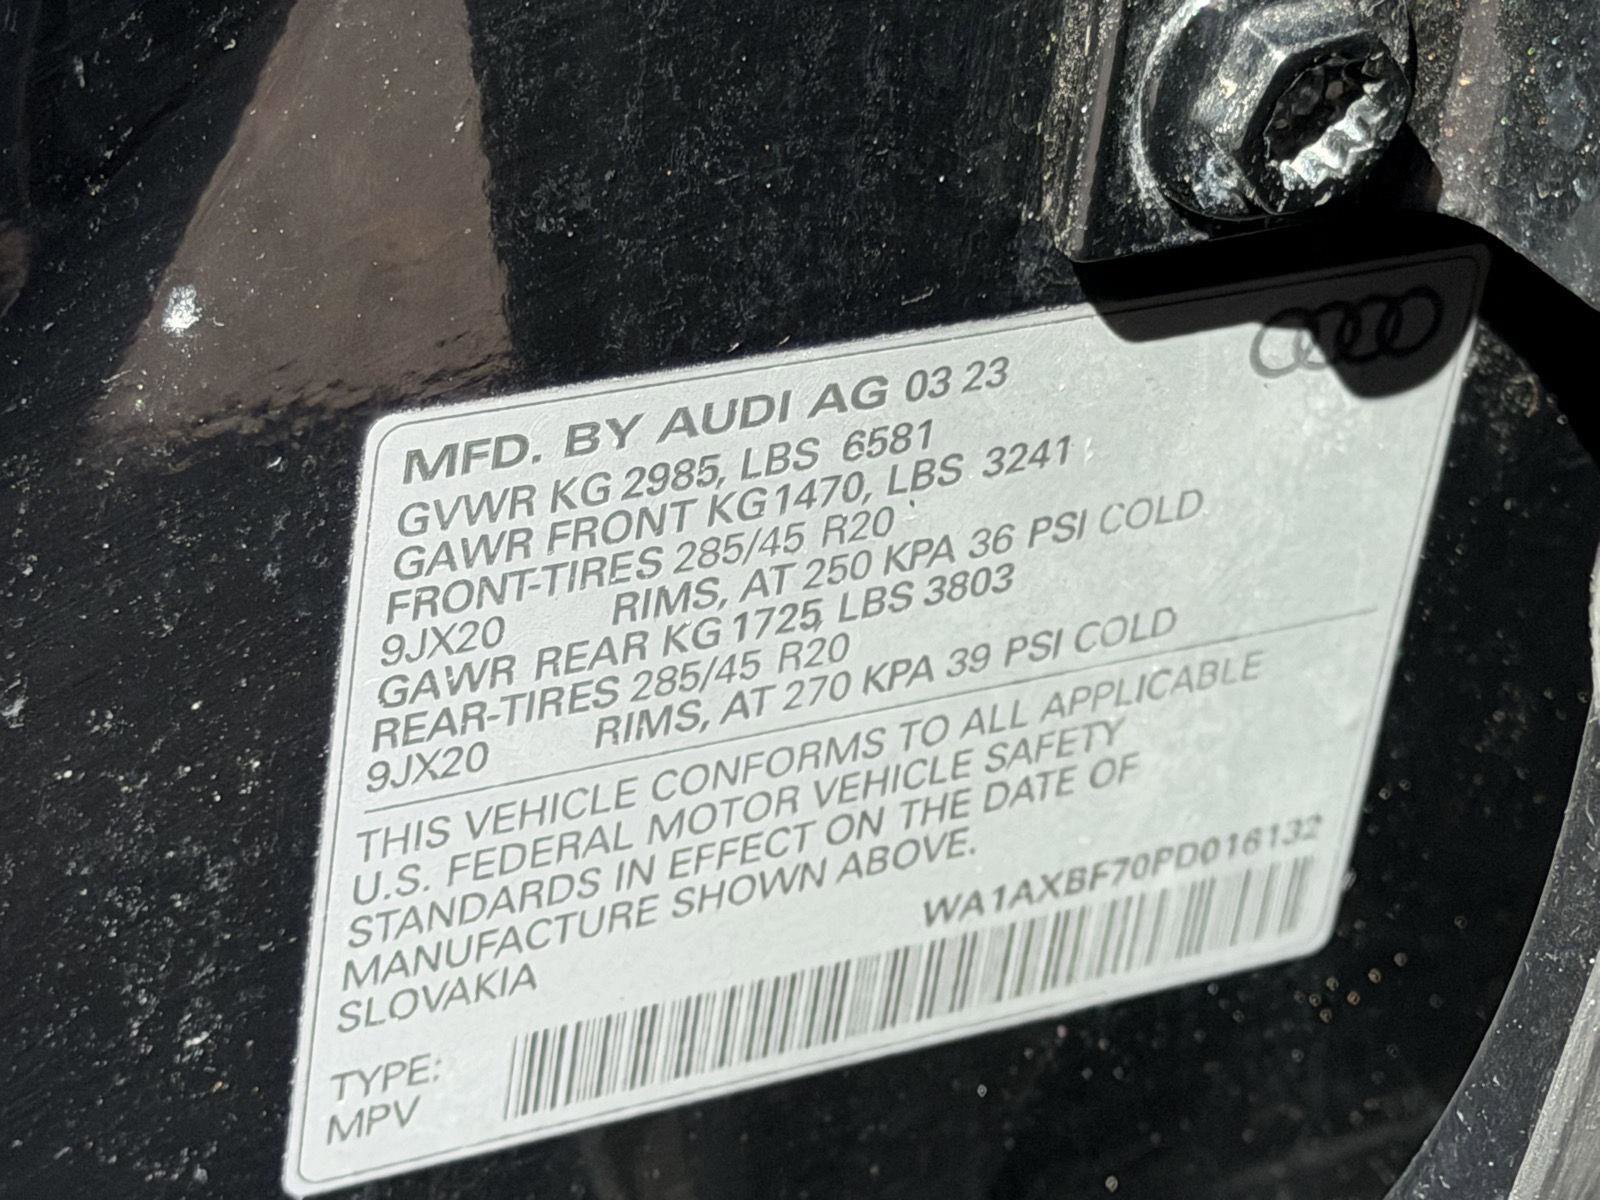 MFD. BY AUDI AG 03 23
GVWR KG 2985, LBS 6581
GAWR FRONT KG 1470, LBS 3241
FRONT-TIRES 285/45 R20
9JX20 RIMS, AT 250 KPA 36 PSI COLD
GAWR REAR KG 1725, LBS 3803
REAR-TIRES 285/45 R20
9JX20 RIMS, AT 270 KPA 39 PSI COLD
THIS VEHICLE CONFORMS TO ALL APPLICABLE
U.S. FEDERAL MOTOR VEHICLE SAFETY
STANDARDS IN EFFECT ON THE DATE OF
MANUFACTURE SHOWN ABOVE.
SLOVAKIA
WA1AXBF70PD016132
TYPE:
MPV